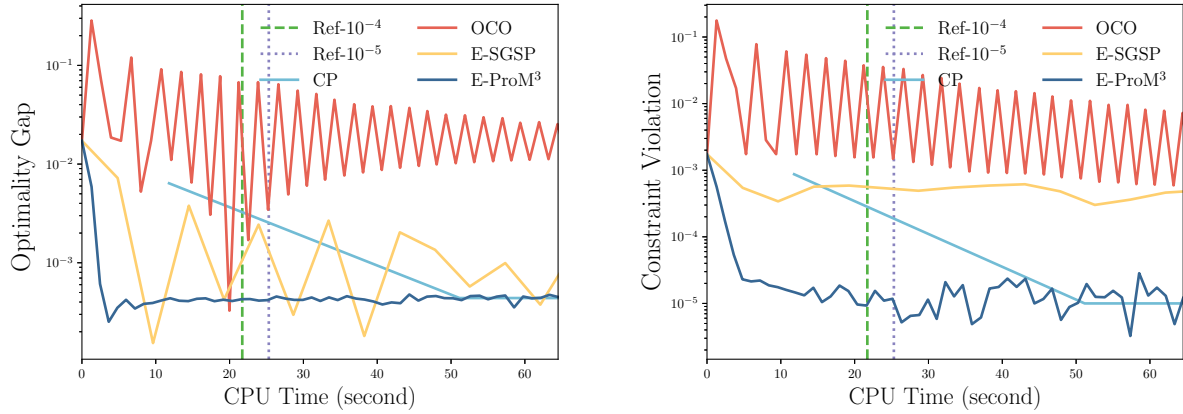 Ref-10⁻⁴
Ref-10⁻⁵
CP
OCO
E-SGSP
E-ProM³
10⁻¹
10⁻²
10⁻³
Optimality Gap
0 10 20 30 40 50 60
CPU Time (second)
Ref-10⁻⁴
Ref-10⁻⁵
CP
OCO
E-SGSP
E-ProM³
10⁻¹
10⁻²
10⁻³
10⁻⁴
10⁻⁵
Constraint Violation
0 10 20 30 40 50 60
CPU Time (second)